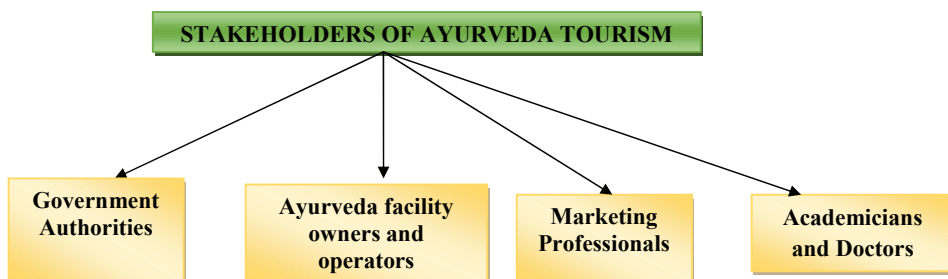 STAKEHOLDERS OF AYURVEDA TOURISM
Government
Authorities
Ayurveda facility
owners and
operators
Marketing
Professionals
Academicians
and Doctors